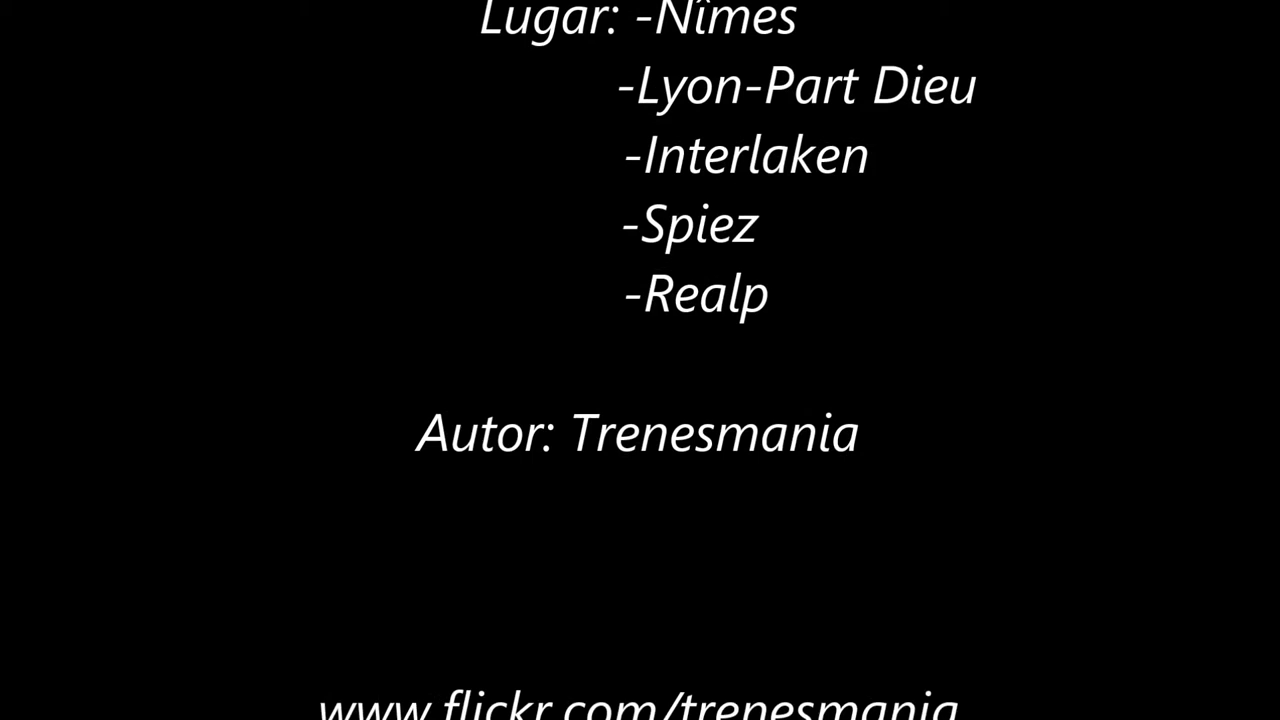 Lugar: -Nîmes
-Lyon-Part Dieu
-Interlaken
-Spiez
-Realp
Autor: Trenesmania
www.flickr.com/trenesmania